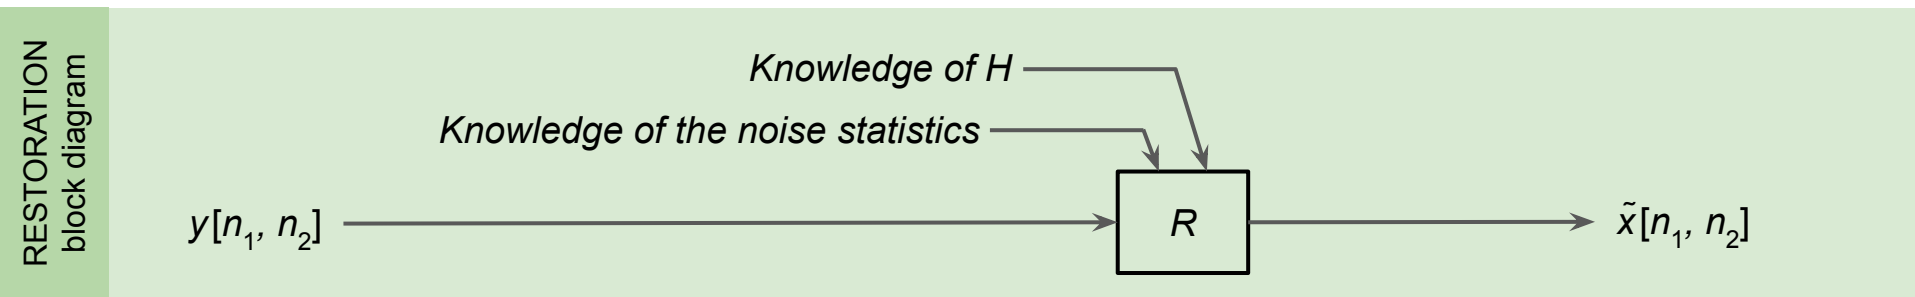 RESTORATION
block diagram
Knowledge of H
Knowledge of the noise statistics
y[n₁, n₂]
R
x̃[n₁, n₂]